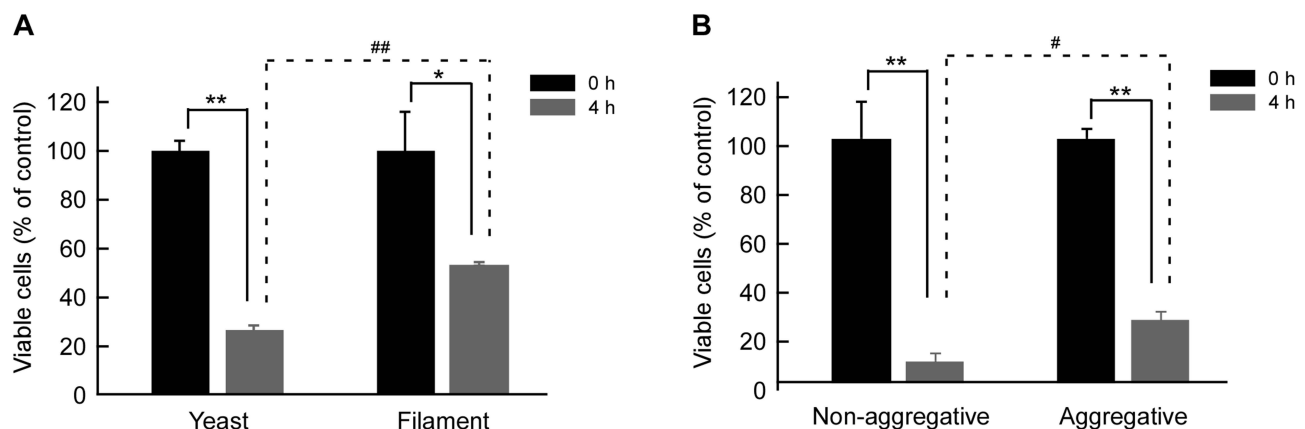 A
##
**
*
0 h
4 h
Viable cells (% of control)
120
100
80
60
40
20
0
Yeast
Filament
B
#
**
**
0 h
4 h
Viable cells (% of control)
120
100
80
60
40
20
0
Non-aggregative
Aggregative